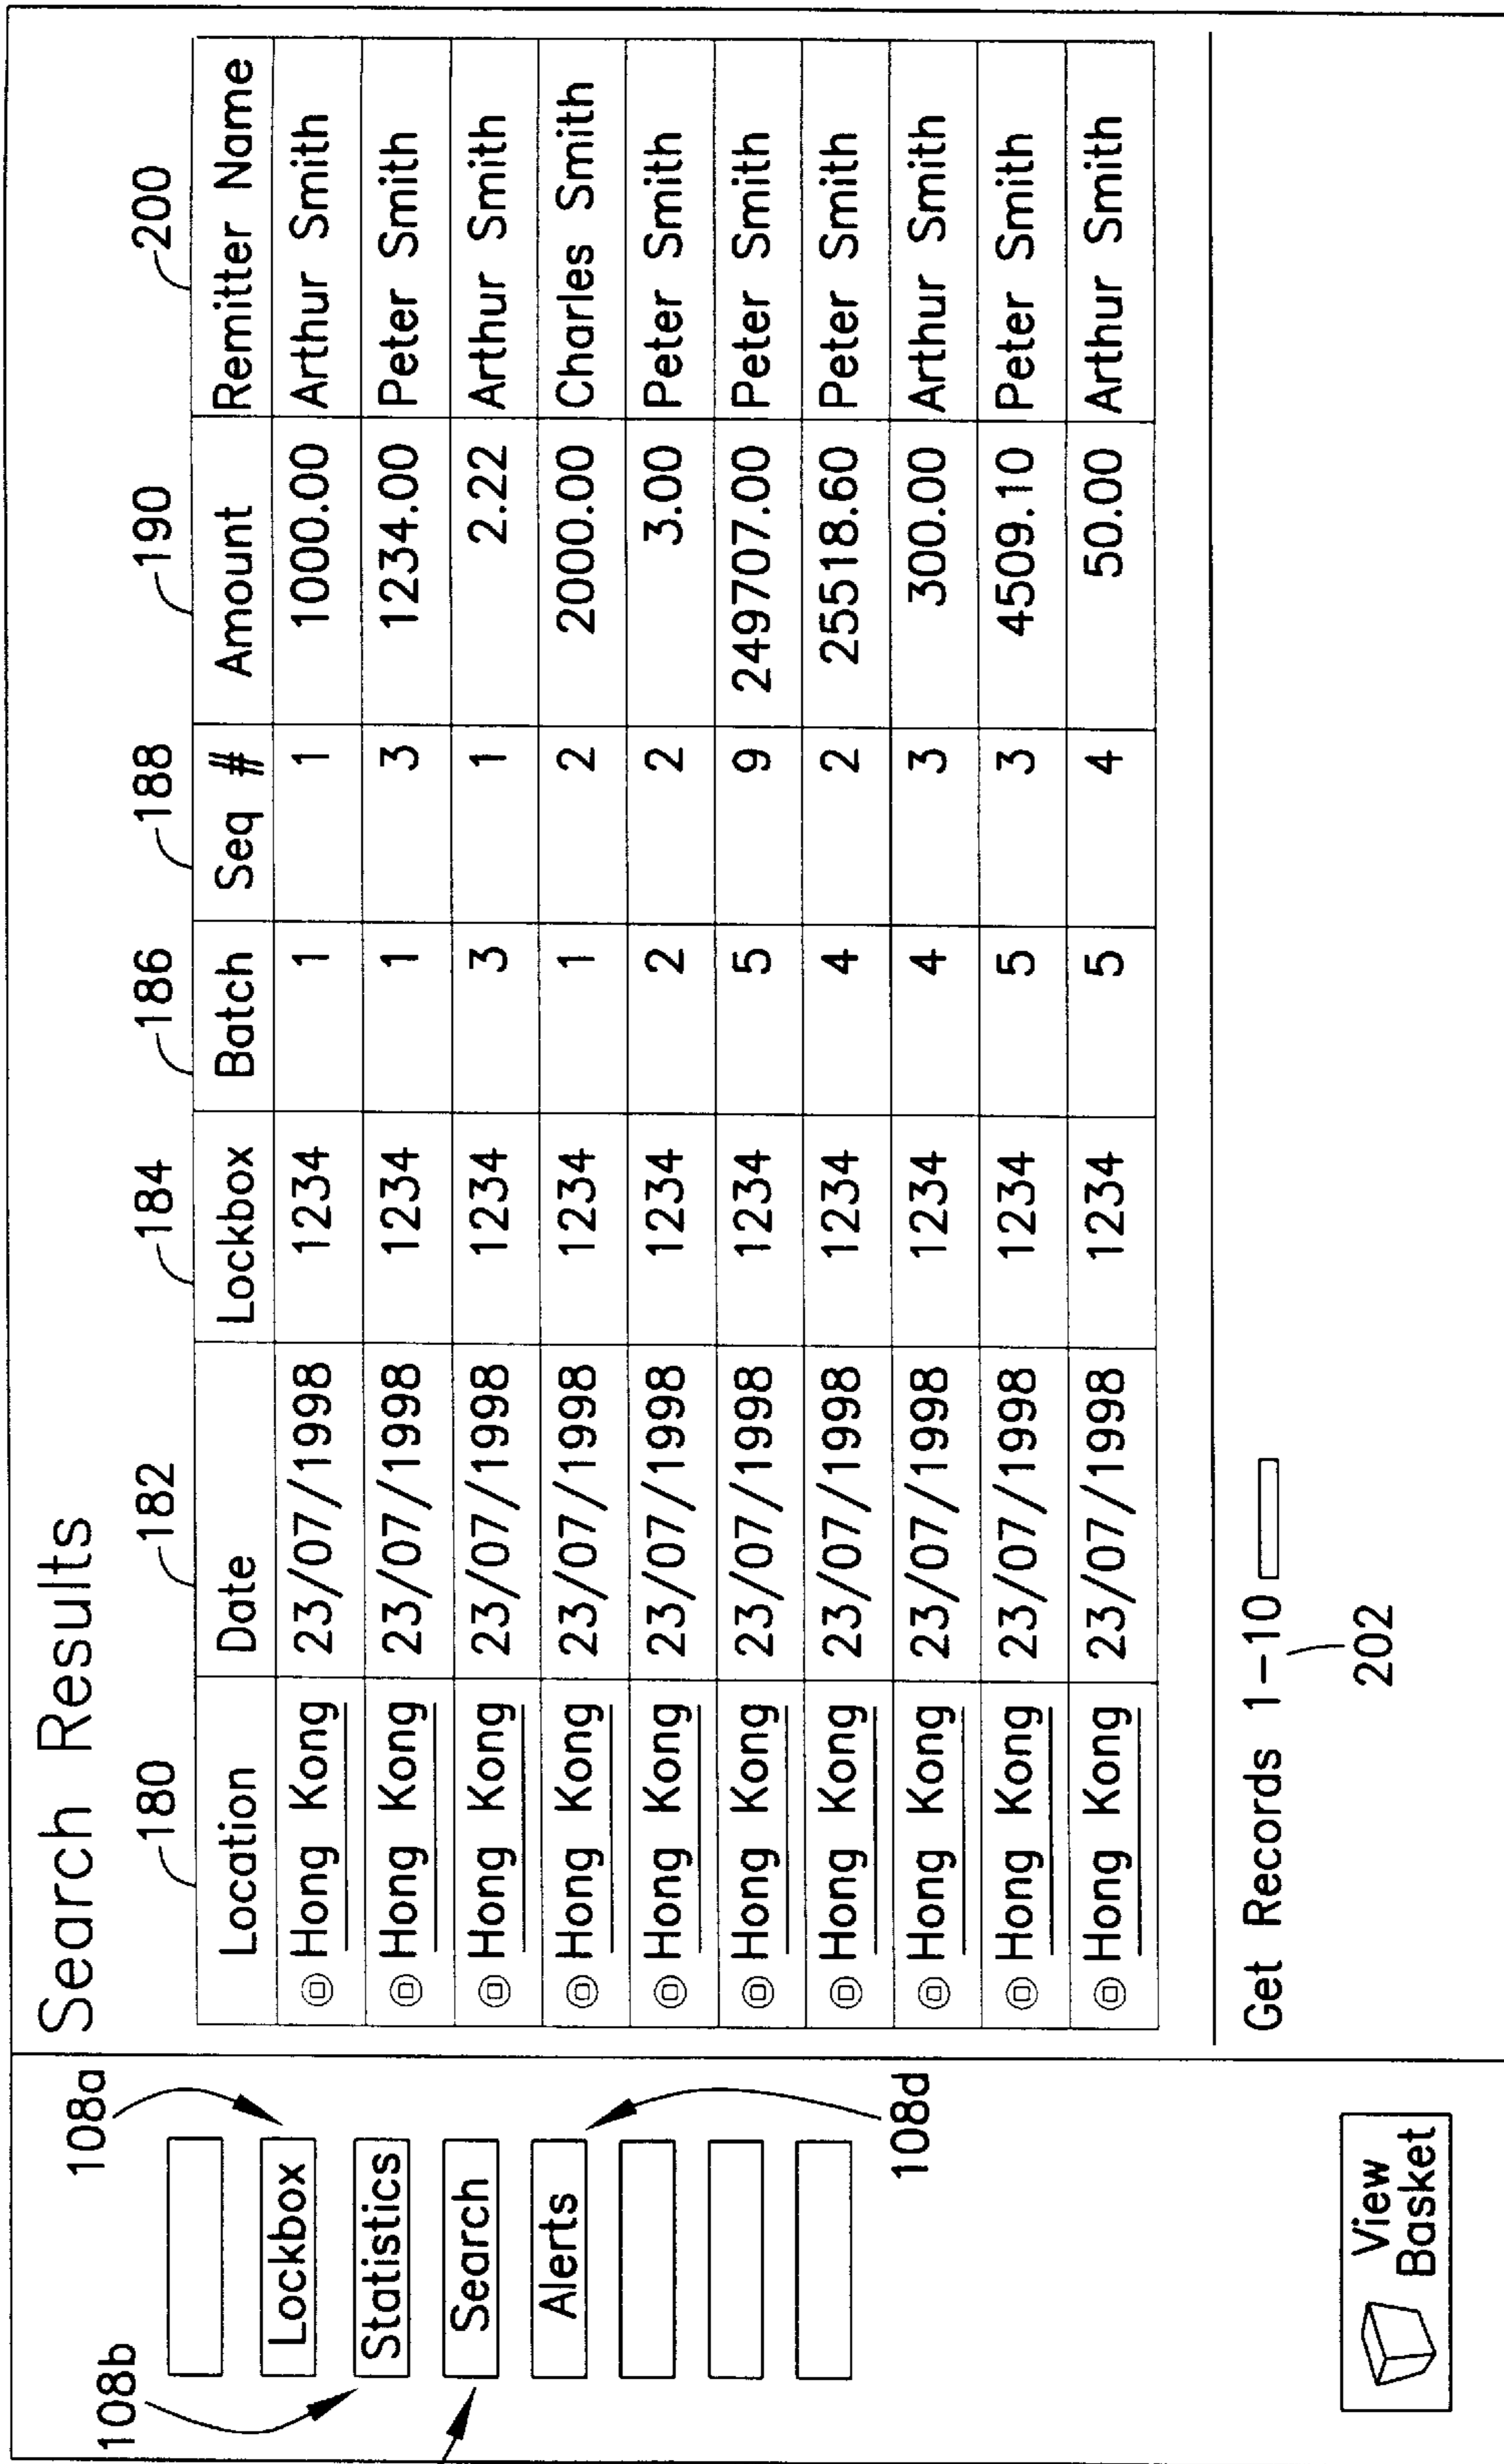 Search Results
180 182 184 186 188 190 200
Location Date Lockbox Batch Seq # Amount Remitter Name
Hong Kong 23/07/1998 1234 1 1 1000.00 Arthur Smith
Hong Kong 23/07/1998 1234 1 3 1234.00 Peter Smith
Hong Kong 23/07/1998 1234 3 1 2.22 Arthur Smith
Hong Kong 23/07/1998 1234 1 2 2000.00 Charles Smith
Hong Kong 23/07/1998 1234 2 2 3.00 Peter Smith
Hong Kong 23/07/1998 1234 5 9 249707.00 Peter Smith
Hong Kong 23/07/1998 1234 4 2 25518.60 Peter Smith
Hong Kong 23/07/1998 1234 4 3 300.00 Arthur Smith
Hong Kong 23/07/1998 1234 5 3 4509.10 Peter Smith
Hong Kong 23/07/1998 1234 5 4 50.00 Arthur Smith
Get Records 1-10
202
108a
108b
Lockbox
Statistics
Search
Alerts
108d
View
Basket